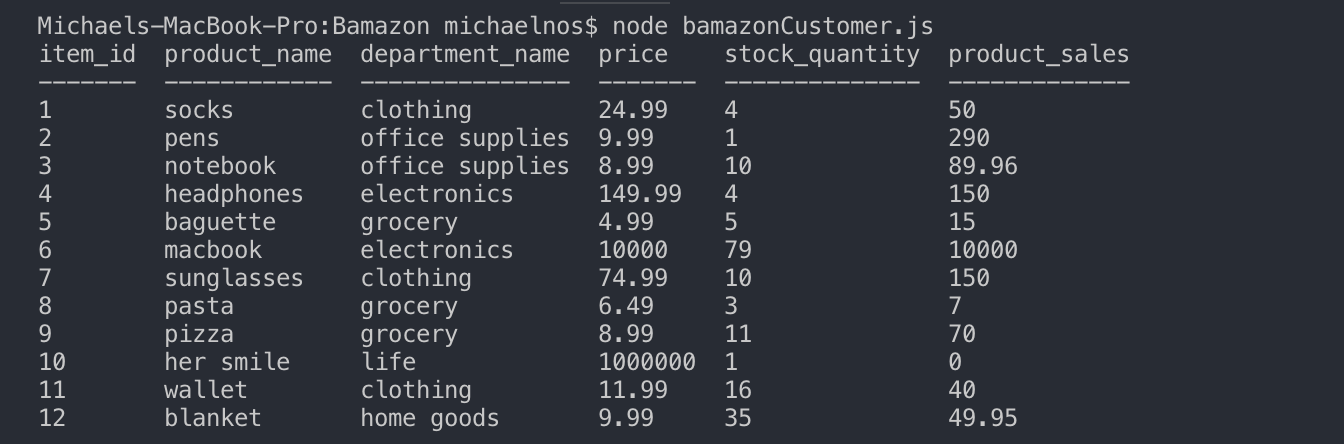 Michaels-MacBook-Pro:Bamazon michaelnos$ node bamazonCustomer.js
item_id  product_name  department_name  price    stock_quantity  product_sales
-------  ------------  ---------------  -------  --------------  -------------
1        socks         clothing         24.99    4               50
2        pens          office supplies  9.99     1               290
3        notebook      office supplies  8.99     10              89.96
4        headphones    electronics      149.99   4               150
5        baguette      grocery          4.99     5               15
6        macbook       electronics      10000    79              10000
7        sunglasses    clothing         74.99    10              150
8        pasta         grocery          6.49     3               7
9        pizza         grocery          8.99     11              70
10       her smile     life             1000000  1               0
11       wallet        clothing         11.99    16              40
12       blanket       home goods       9.99     35              49.95